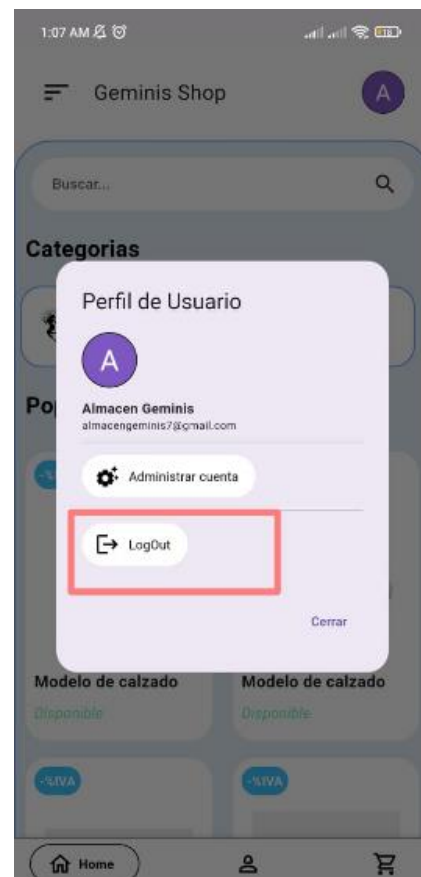 1:07 AM
Geminis Shop
A
Buscar...
Categorias
Perfil de Usuario
A
Po
Almacen Geminis
almacengeminis7@gmail.com
Administrar cuenta
LogOut
Cerrar
Modelo de calzado
Modelo de calzado
Disponible
Disponible
-%IVA
-%IVA
Home